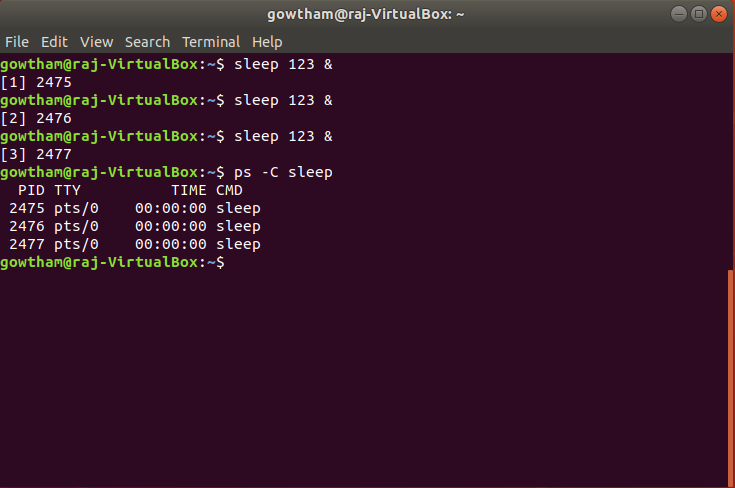 gowtham@raj-VirtualBox: ~
File Edit View Search Terminal Help
gowtham@raj-VirtualBox:~$ sleep 123 &
[1] 2475
gowtham@raj-VirtualBox:~$ sleep 123 &
[2] 2476
gowtham@raj-VirtualBox:~$ sleep 123 &
[3] 2477
gowtham@raj-VirtualBox:~$ ps -C sleep
  PID TTY          TIME CMD
 2475 pts/0    00:00:00 sleep
 2476 pts/0    00:00:00 sleep
 2477 pts/0    00:00:00 sleep
gowtham@raj-VirtualBox:~$